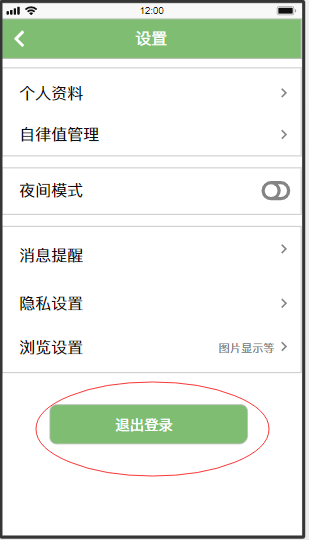 12:00
设置
个人资料
自律值管理
夜间模式
消息提醒
隐私设置
浏览设置 图片显示等
退出登录